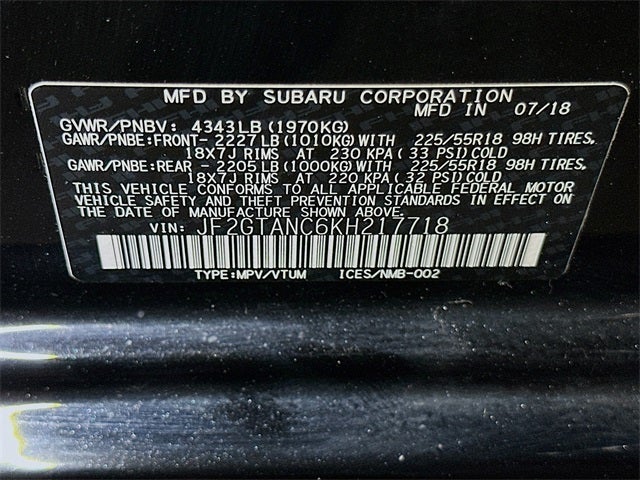 MFD BY SUBARU CORPORATION
MFD IN 07/18
GVWR/PNBV: 4343LB(1970KG)
GAWR/PNBE:FRONT- 2227LB(1010KG)WITH 225/55R18 98H TIRES.
18X7J RIMS AT 230 KPA( 33 PSI)COLD
GAWR/PNBE:REAR - 2205LB(1000KG)WITH 225/55R18 98H TIRES.
18X7J RIMS AT 220 KPA( 32 PSI)COLD
THIS VEHICLE CONFORMS TO ALL APPLICABLE FEDERAL MOTOR
VEHICLE SAFETY AND THEFT PREVENTION STANDARDS IN EFFECT
ON THE DATE OF MANUFACTURE SHOWN ABOVE.
VIN: JF2GTANC6KH217718
TYPE:MPV/VTUM ICES/NMB-002